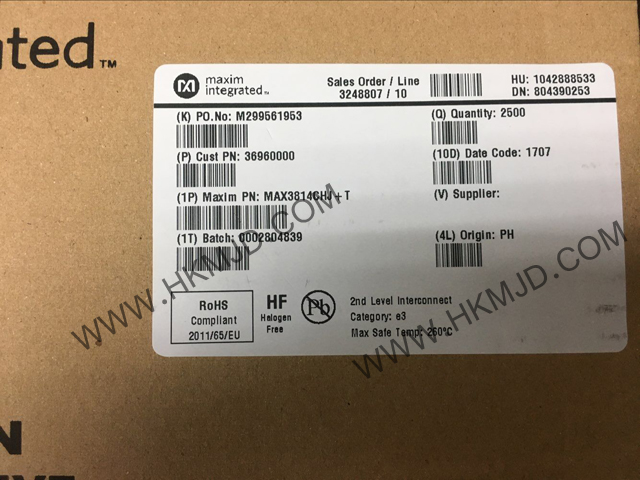 rated™
maxim integrated™
Sales Order / Line
3248807 / 10
HU: 1042888533
DN: 804390253
(K) PO.No: M299561953
(Q) Quantity: 2500
(P) Cust PN: 36960000
(10D) Date Code: 1707
(1P) Maxim PN: MAX3814CHJ+T
(V) Supplier:
(1T) Batch: 0002804839
(4L) Origin: PH
RoHS
Compliant
2011/65/EU
HF
Halogen
Free
Pb
2nd Level Interconnect
Category: e3
Max Safe Temp: 260°C
WWW.HKMJD.COM
WWW.HKMJD.COM
N